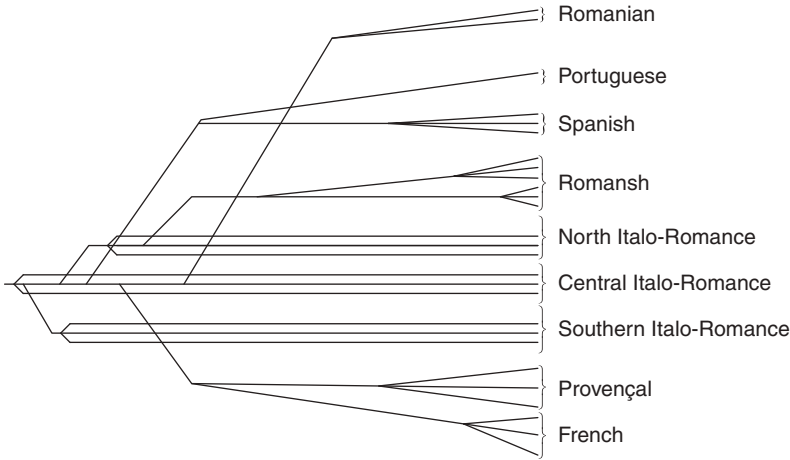 Romanian
Portuguese
Spanish
Romansh
North Italo-Romance
Central Italo-Romance
Southern Italo-Romance
Provençal
French